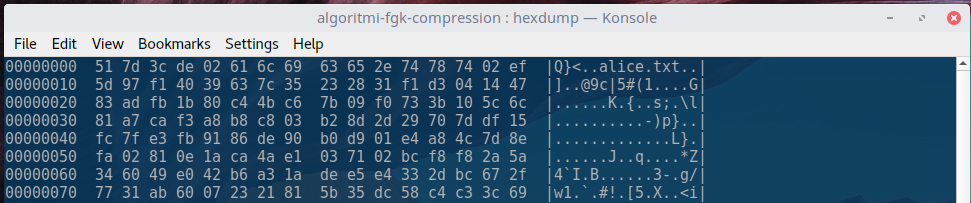 algoritmi-fgk-compression : hexdump — Konsole
File Edit View Bookmarks Settings Help
00000000  51 7d 3c de 02 61 6c 69  63 65 2e 74 78 74 02 ef  |Q}<..alice.txt..|
00000010  5d 97 f1 40 39 63 7c 35  23 28 31 f1 d3 04 14 47  |]..@9c|5#(1....G|
00000020  83 ad fb 1b 80 c4 4b c6  7b 09 f0 73 3b 10 5c 6c  |......K.{..s;.\l|
00000030  81 a7 ca f3 a8 b8 c8 03  b2 8d 2d 29 70 7d df 15  |..........-)p}..|
00000040  fc 7f e3 fb 91 86 de 90  b0 d9 01 e4 a8 4c 7d 8e  |.............L}.|
00000050  fa 02 81 0e 1a ca 4a e1  03 71 02 bc f8 f8 2a 5a  |......J..q....*Z|
00000060  34 60 49 e0 42 b6 a3 1a  de e5 e4 33 2d bc 67 2f  |4`I.B......3-.g/|
00000070  77 31 ab 60 07 23 21 81  5b 35 dc 58 c4 c3 3c 69  |w1.`.#!.[5.X..<i|